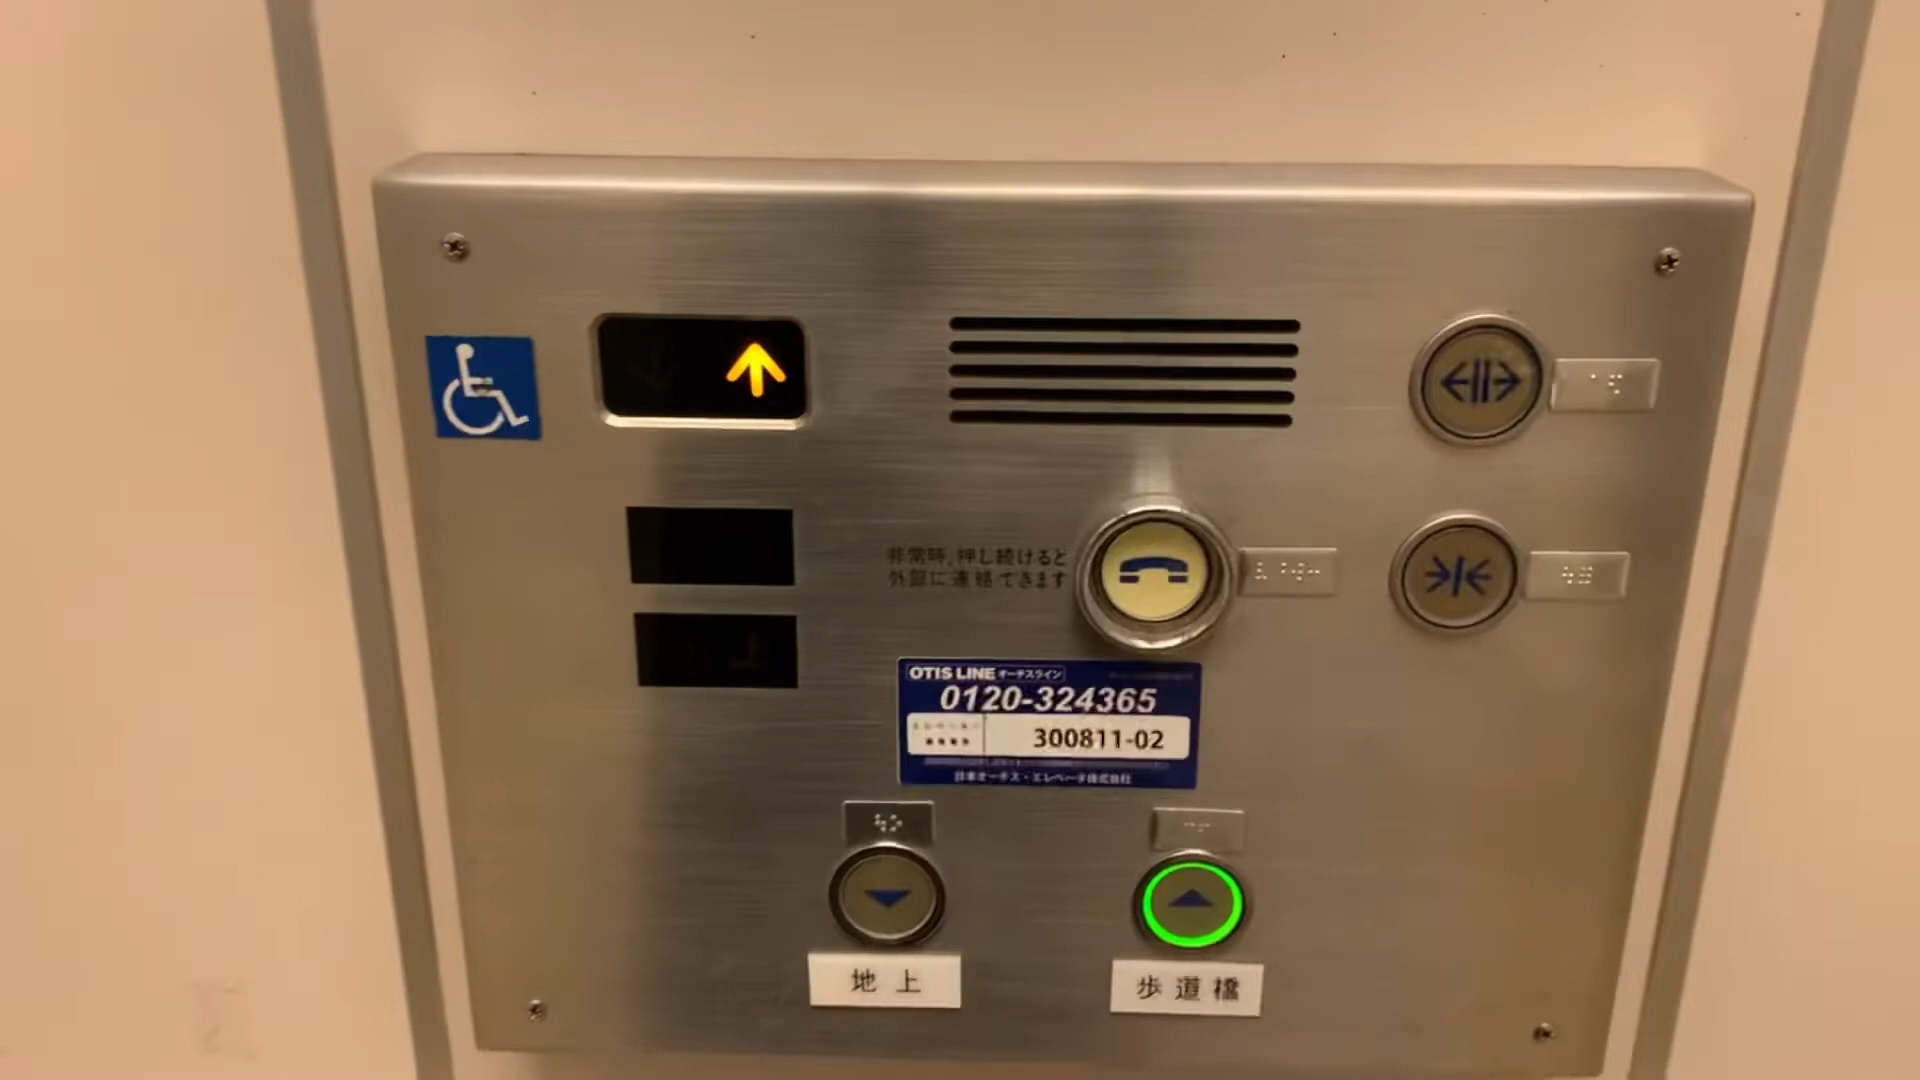 非常時、押し続けると
外部に連絡できます
OTIS LINE オーチスライン
0120-324365
300811-02
日本オーチス・エレベータ株式会社
地上
歩道橋